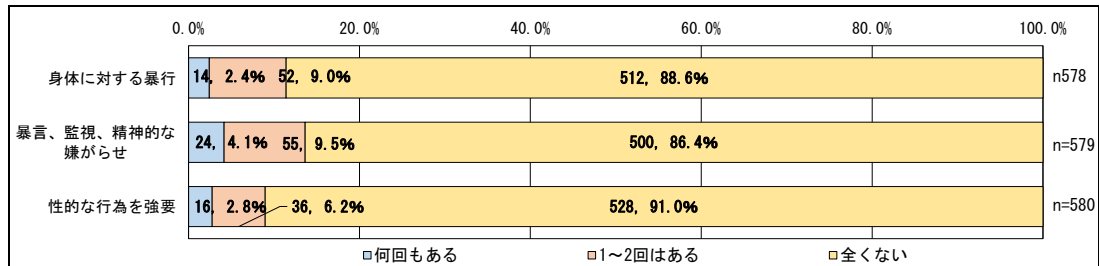 0.0% 20.0% 40.0% 60.0% 80.0% 100.0%
身体に対する暴行 14, 2.4% 52, 9.0% 512, 88.6% n578
暴言、監視、精神的な
嫌がらせ 24, 4.1% 55, 9.5% 500, 86.4% n=579
性的な行為を強要 16, 2.8% 36, 6.2% 528, 91.0% n=580
何回もある 1～2回はある 全くない